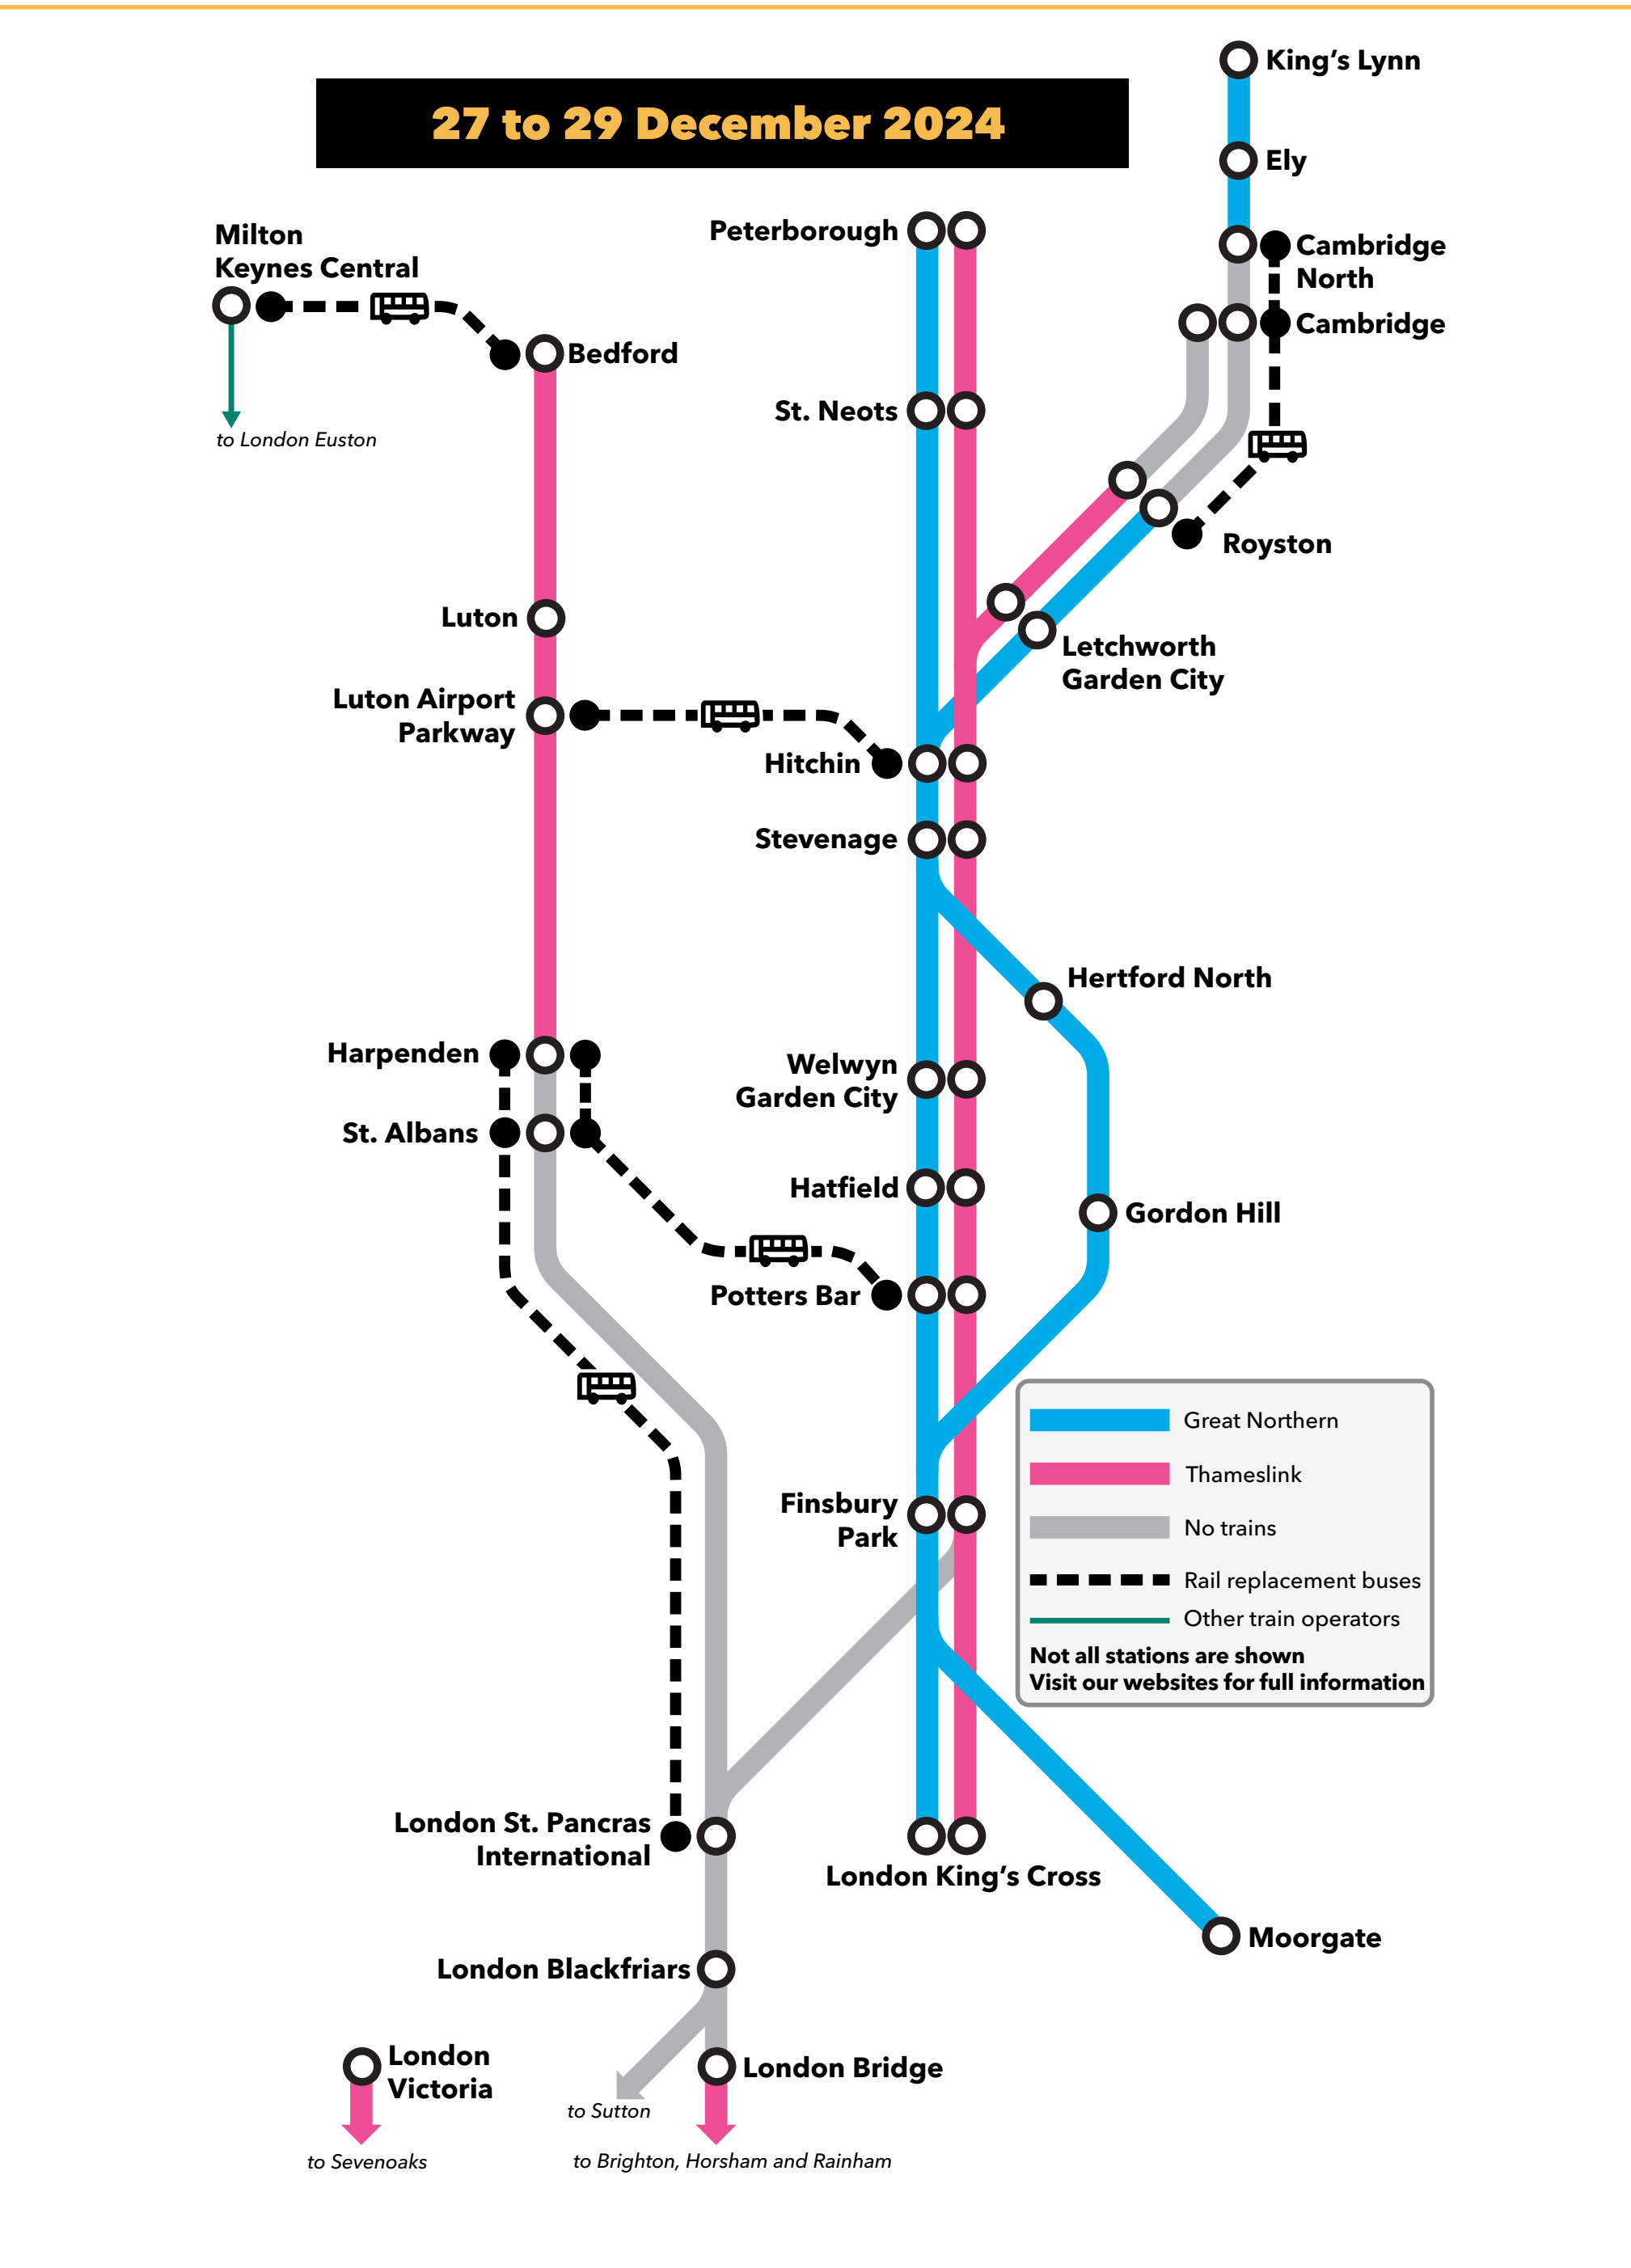 27 to 29 December 2024
King’s Lynn
Ely
Cambridge
North
Cambridge
Royston
Letchworth
Garden City
Milton
Keynes Central
to London Euston
Bedford
Luton
Luton Airport
Parkway
Harpenden
St. Albans
Peterborough
St. Neots
Hitchin
Stevenage
Hertford North
Welwyn
Garden City
Hatfield
Gordon Hill
Potters Bar
Finsbury
Park
Great Northern
Thameslink
No trains
Rail replacement buses
Other train operators
Not all stations are shown
Visit our websites for full information
London St. Pancras
International
London King’s Cross
Moorgate
London Blackfriars
London
Victoria
London Bridge
to Sutton
to Sevenoaks
to Brighton, Horsham and Rainham